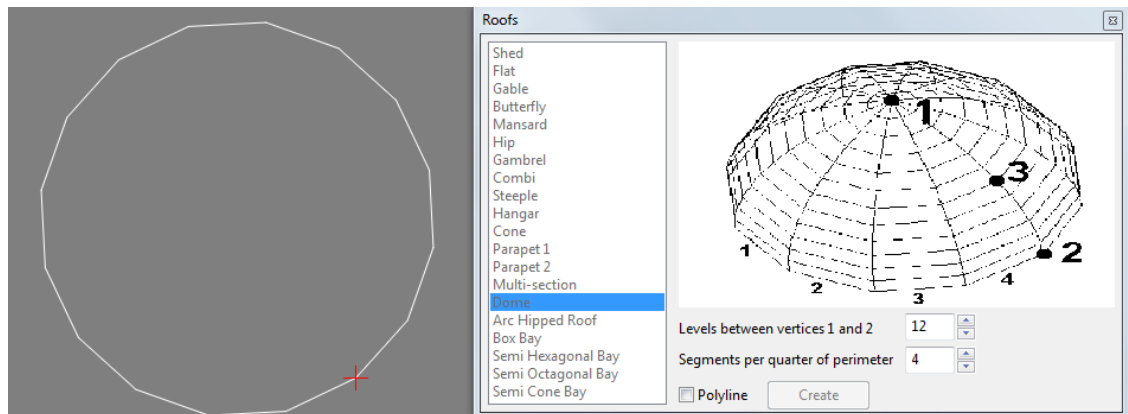 Roofs
Shed
Flat
Gable
Butterfly
Mansard
Hip
Gambrel
Combi
Steeple
Hangar
Cone
Parapet 1
Parapet 2
Multi-section
Dome
Arc Hipped Roof
Box Bay
Semi Hexagonal Bay
Semi Octagonal Bay
Semi Cone Bay
1
3
2
1
2
3
4
Levels between vertices 1 and 2 12
Segments per quarter of perimeter 4
Polyline Create